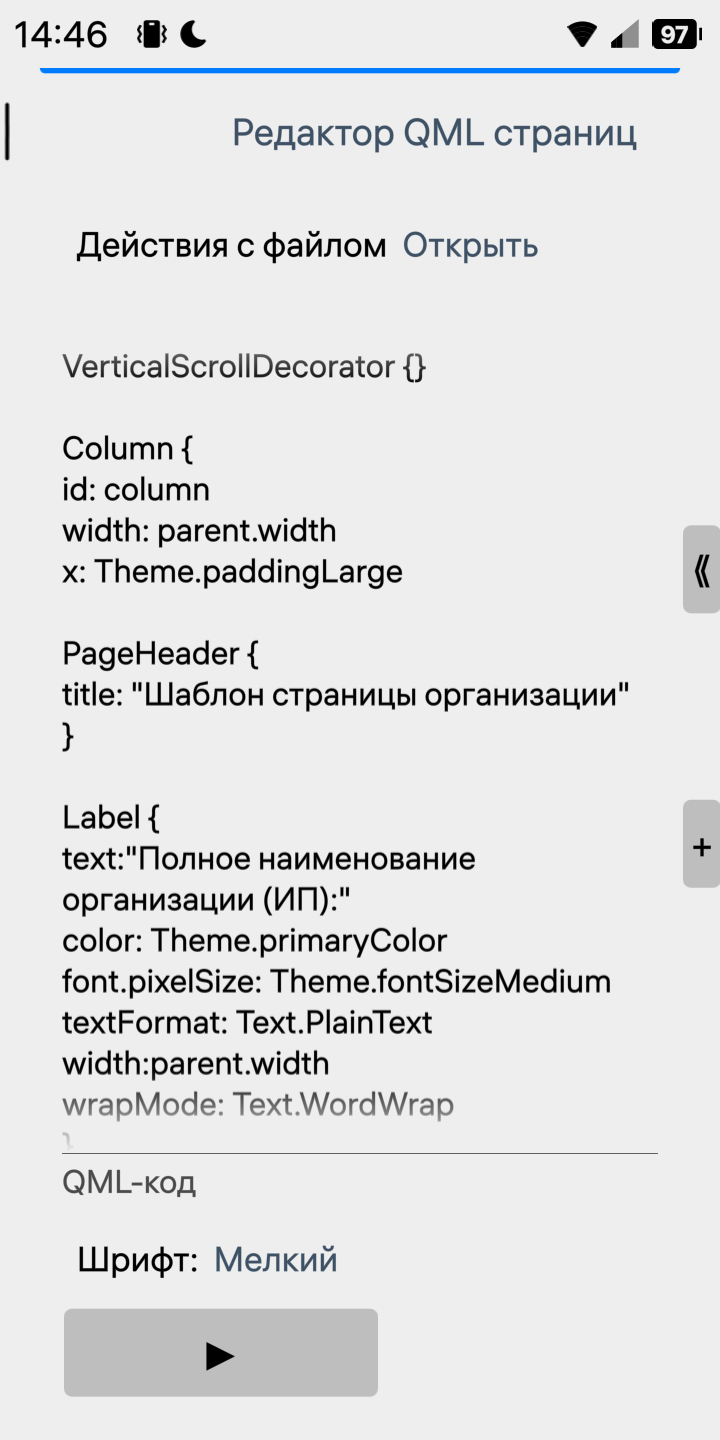 14:46
97
Редактор QML страниц
Действия с файлом Открыть
VerticalScrollDecorator {}
Column {
id: column
width: parent.width
x: Theme.paddingLarge
⟪
PageHeader {
title: "Шаблон страницы организации"
}
Label {
text:"Полное наименование
+
организации (ИП):"
color: Theme.primaryColor
font.pixelSize: Theme.fontSizeMedium
textFormat: Text.PlainText
width:parent.width
wrapMode: Text.WordWrap
}
QML-код
Шрифт: Мелкий